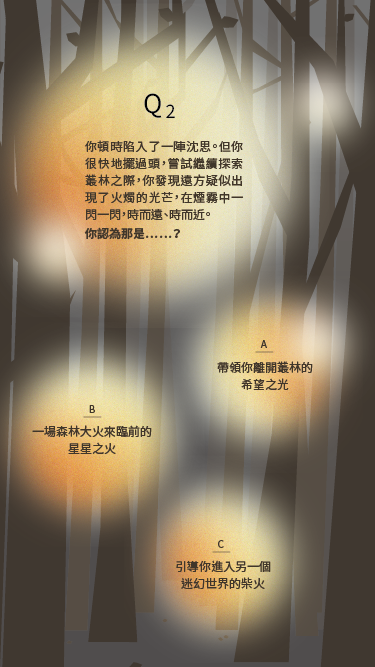 Q2
你頓時陷入了一陣沈思。但你
很快地擺過頭，嘗試繼續探索
叢林之際，你發現遠方疑似出
現了火燭的光芒，在煙霧中一
閃一閃，時而遠、時而近。
你認為那是......？
A
帶領你離開叢林的
希望之光
B
一場森林大火來臨前的
星星之火
C
引導你進入另一個
迷幻世界的柴火